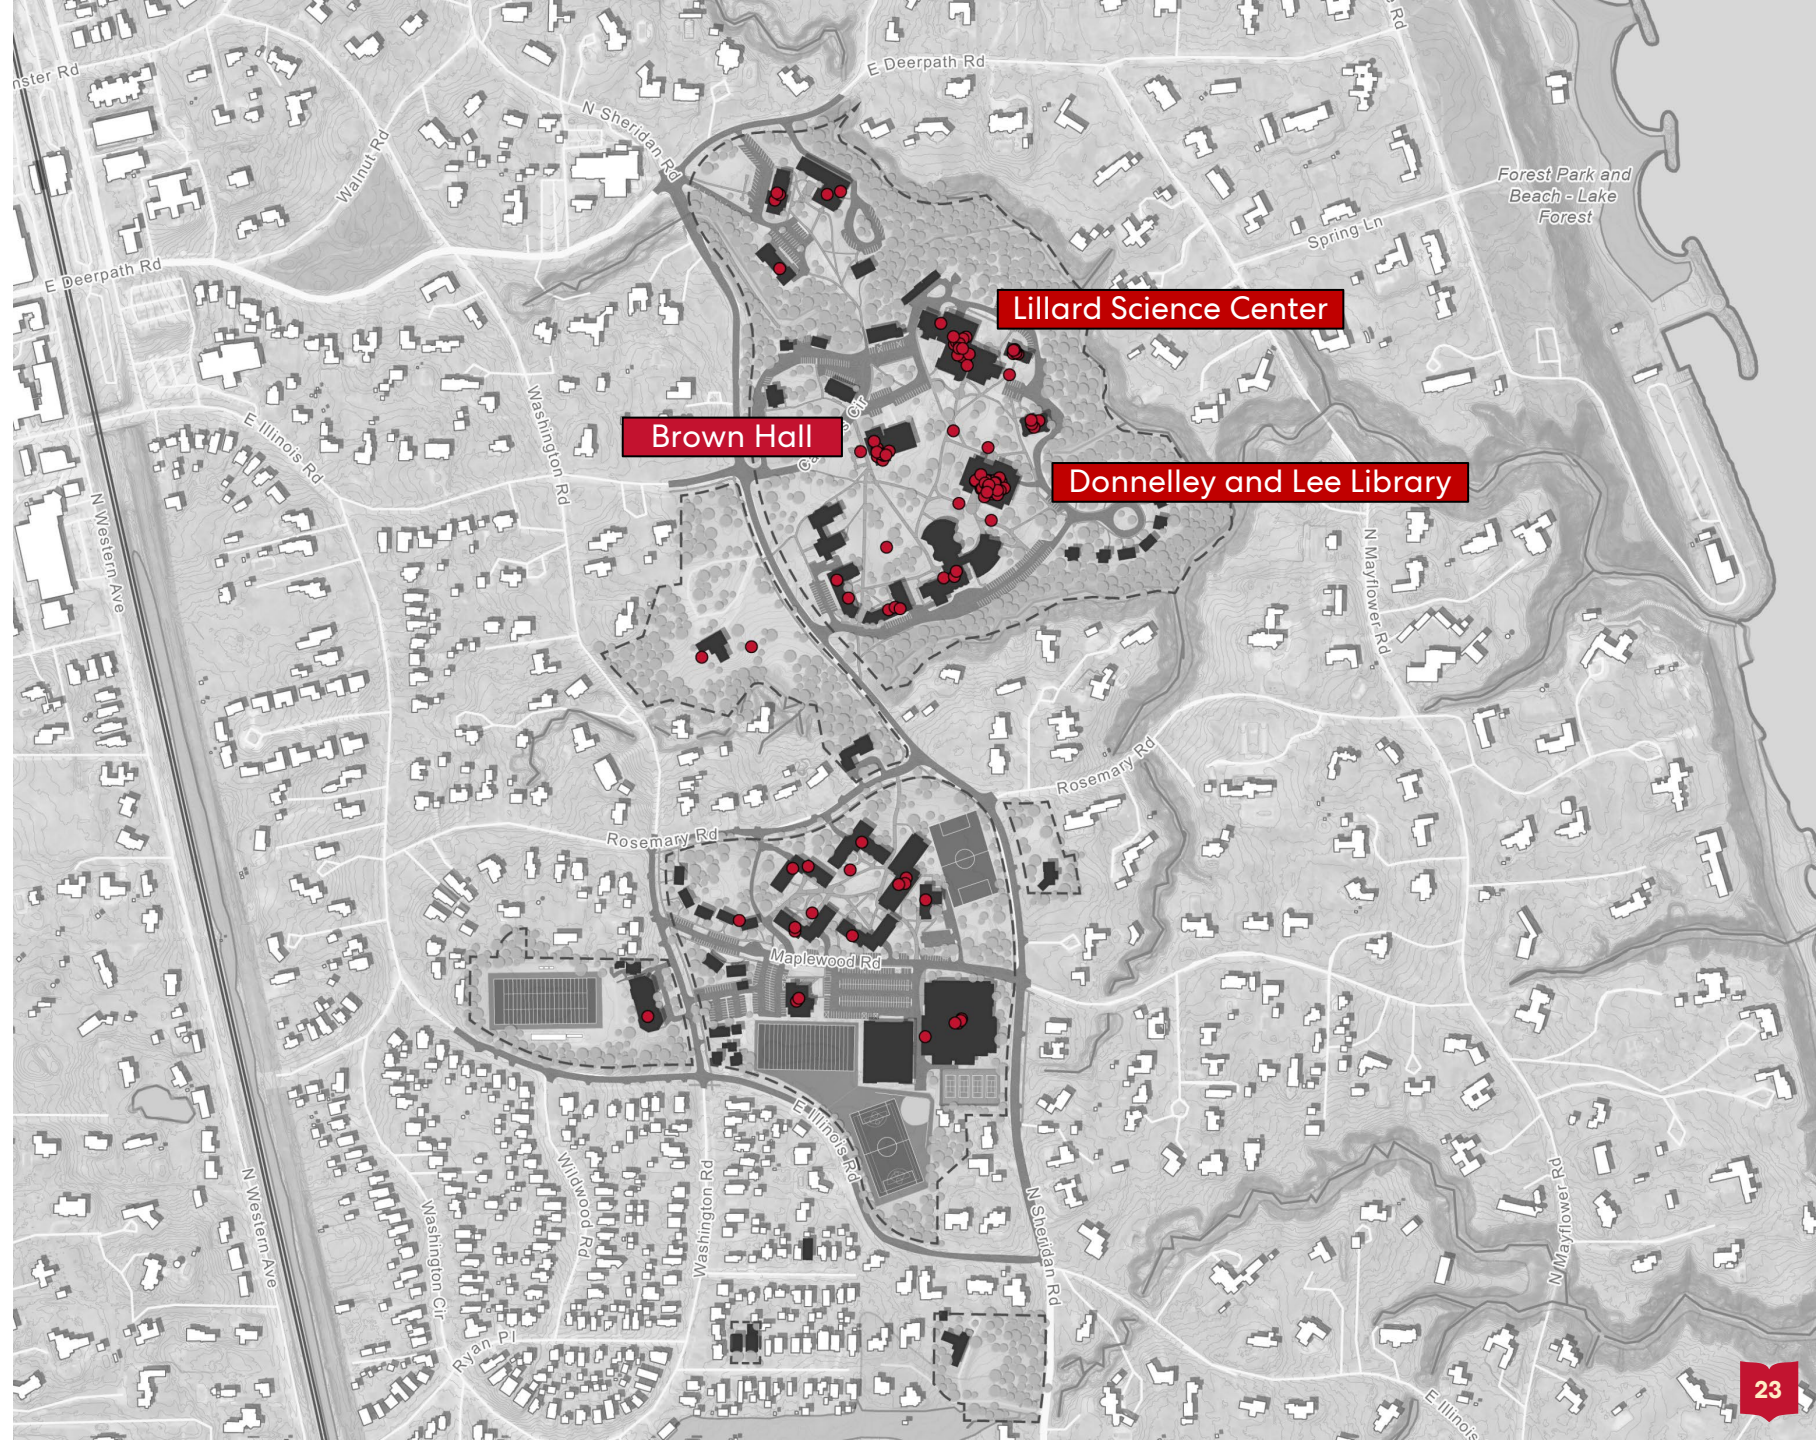 E Deerpath Rd
N Sheridan Rd
Walnut Rd
Forest Park and
Beach - Lake
Forest
Spring Ln
E Deerpath Rd
Lillard Science Center
Washington Rd
E Illinois Rd
Brown Hall
Cir
Donnelley and Lee Library
N Western Ave
N Mayflower Rd
Rosemary Rd
Rosemary Rd
Maplewood Rd
E Illinois Rd
N Western Ave
Washington Cir
Wildwood Rd
Washington Rd
N Sheridan Rd
N Mayflower Rd
Ryan Pl
E Illinois
23